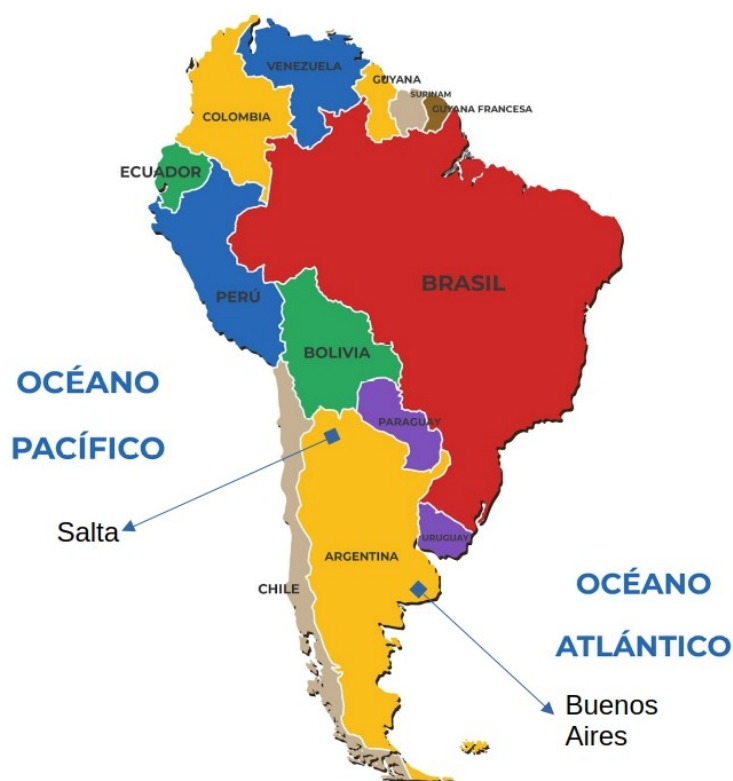 VENEZUELA
GUYANA
SURINAM
GUYANA FRANCESA
COLOMBIA
ECUADOR
PERÚ
BRASIL
BOLIVIA
OCÉANO
PACÍFICO
PARAGUAY
Salta
URUGUAY
ARGENTINA
CHILE
OCÉANO
ATLÁNTICO
Buenos
Aires